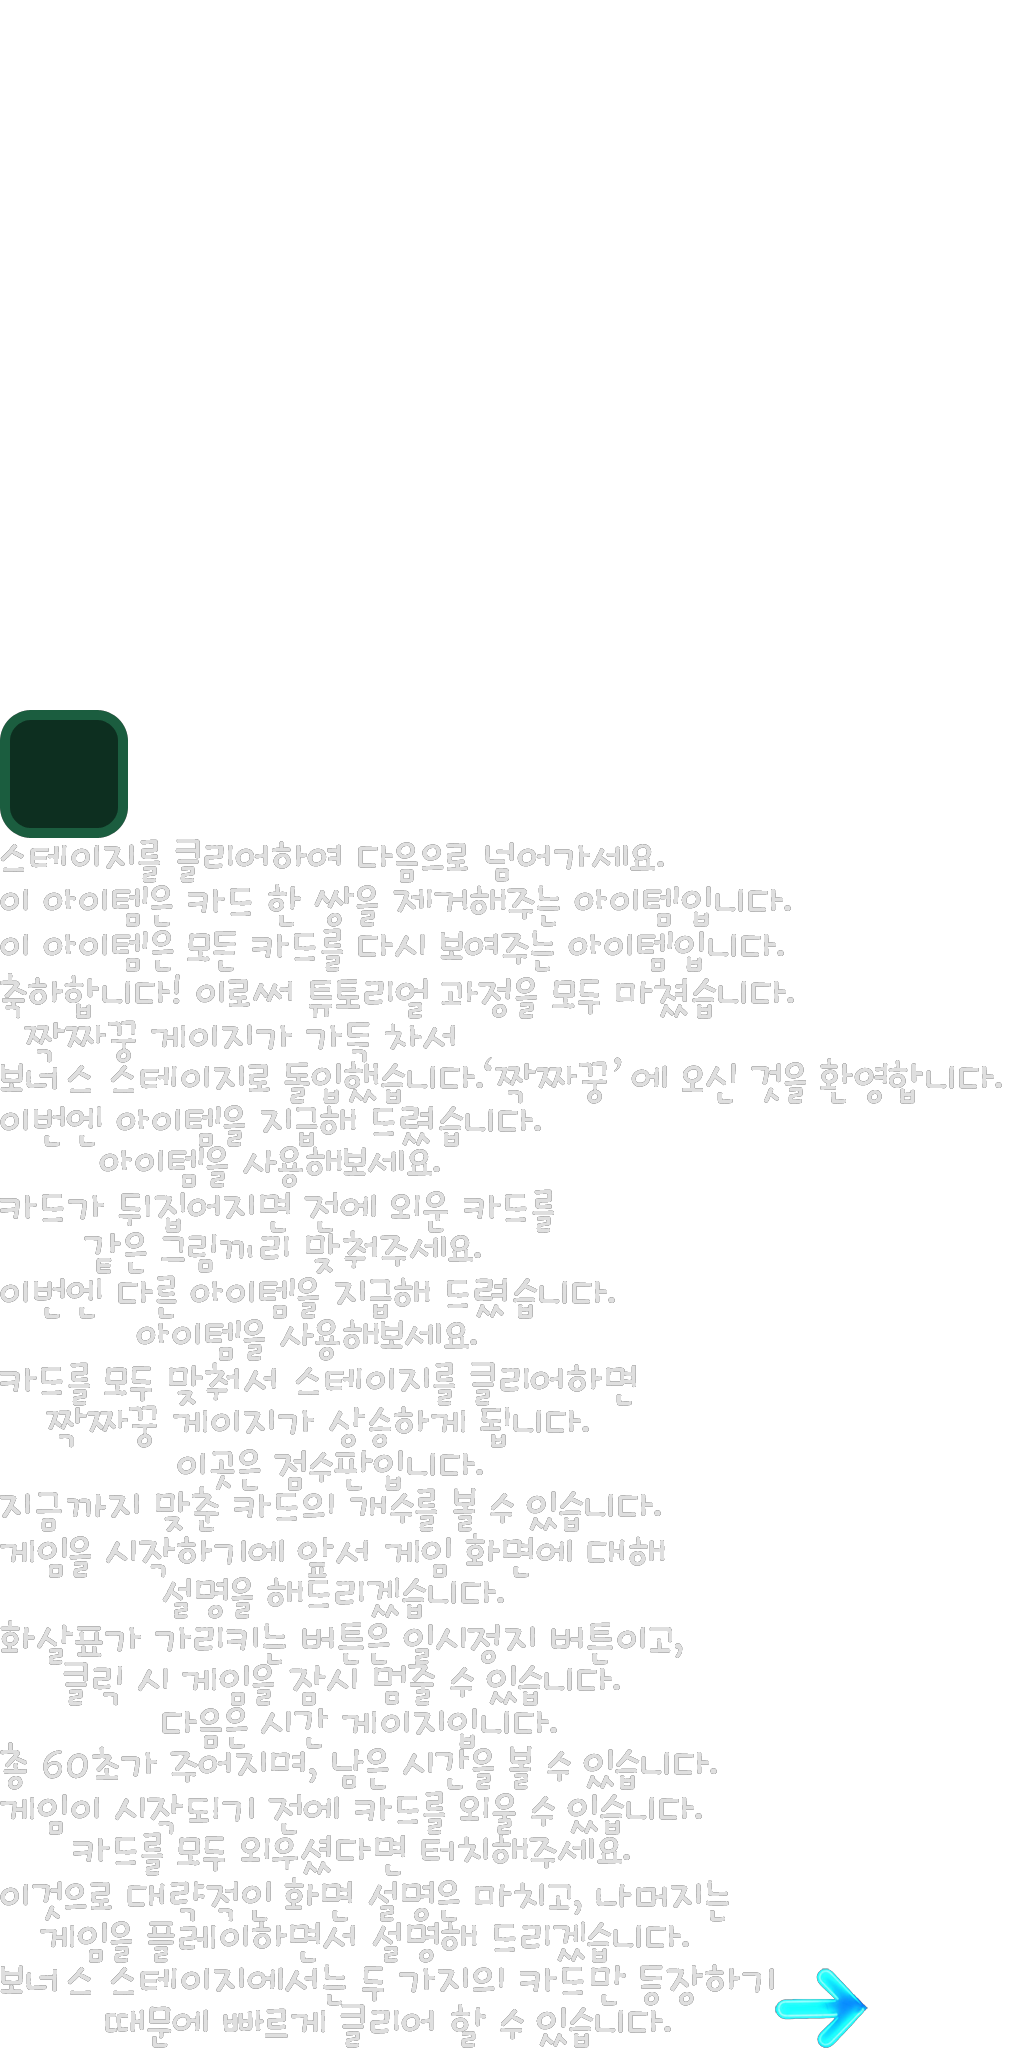 스테이지를 클리어하여 다음으로 넘어가세요.
이 아이템은 카드 한 쌍을 제거해주는 아이템입니다.
이 아이템은 모든 카드를 다시 보여주는 아이템입니다.
축하합니다! 이로써 튜토리얼 과정을 모두 마쳤습니다.
짝짜꿍 게이지가 가득 차서
보너스 스테이지로 돌입했습니다.‘짝짜꿍’에 오신 것을 환영합니다.
이번엔 아이템을 지급해 드렸습니다.
아이템을 사용해보세요.
카드가 뒤집어지면 전에 외운 카드를
같은 그림끼리 맞춰주세요.
이번엔 다른 아이템을 지급해 드렸습니다.
아이템을 사용해보세요.
카드를 모두 맞춰서 스테이지를 클리어하면
짝짜꿍 게이지가 상승하게 됩니다.
이곳은 점수판입니다.
지금까지 맞춘 카드의 개수를 볼 수 있습니다.
게임을 시작하기에 앞서 게임 화면에 대해
설명을 해드리겠습니다.
화살표가 가리키는 버튼은 일시정지 버튼이고,
클릭 시 게임을 잠시 멈출 수 있습니다.
다음은 시간 게이지입니다.
총 60초가 주어지며, 남은 시간을 볼 수 있습니다.
게임이 시작되기 전에 카드를 외울 수 있습니다.
카드를 모두 외우셨다면 터치해주세요.
이것으로 대략적인 화면 설명은 마치고, 나머지는
게임을 플레이하면서 설명해 드리겠습니다.
보너스 스테이지에서는 두 가지의 카드만 등장하기
때문에 빠르게 클리어 할 수 있습니다.